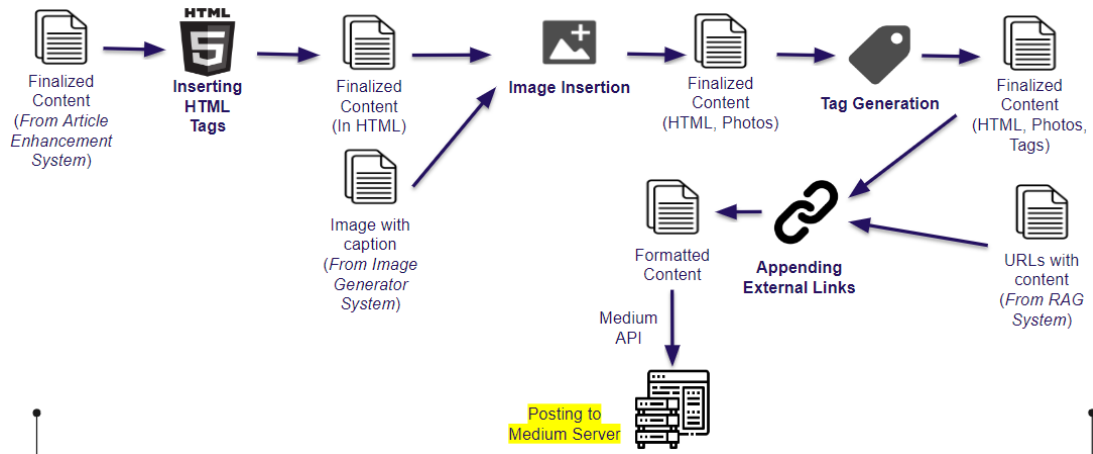 HTML
5
Finalized
Content
(From Article
Enhancement
System)
Inserting
HTML
Tags
Finalized
Content
(In HTML)
Image with
caption
(From Image
Generator
System)
Image Insertion
Finalized
Content
(HTML, Photos)
Tag Generation
Finalized
Content
(HTML, Photos,
Tags)
URLs with
content
(From RAG
System)
Appending
External Links
Formatted
Content
Medium
API
Posting to
Medium Server